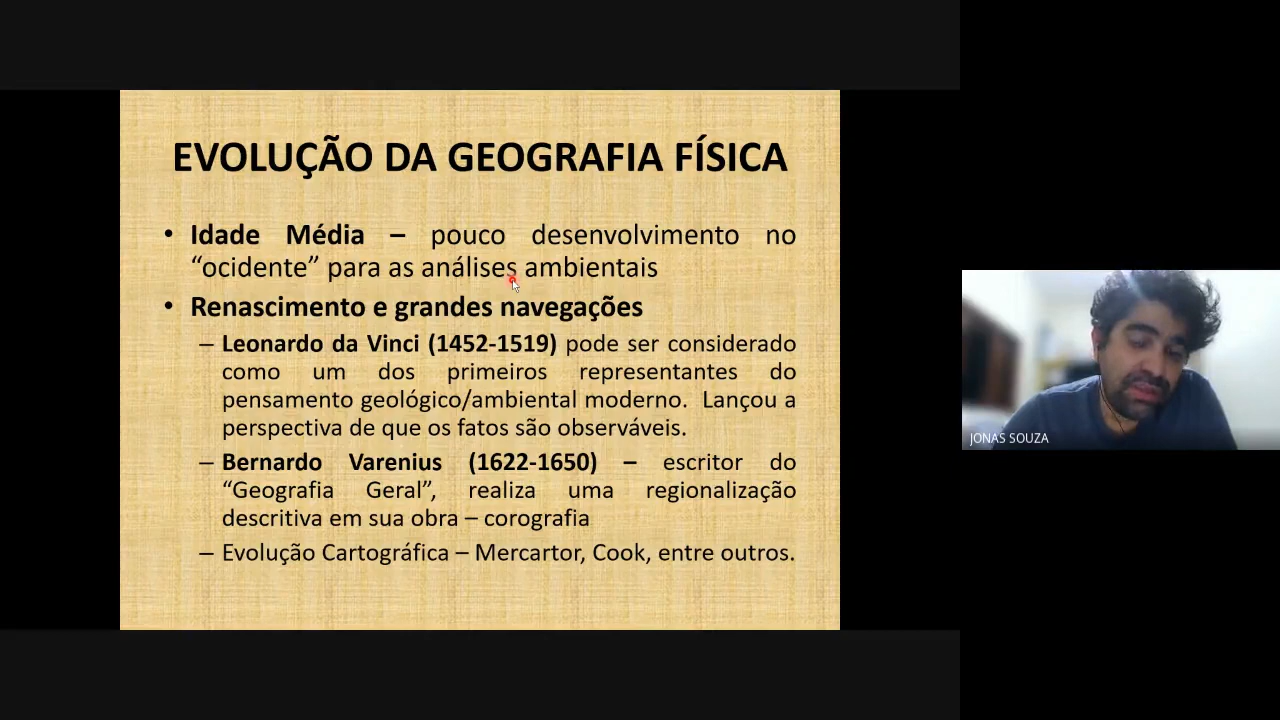 EVOLUÇÃO DA GEOGRAFIA FÍSICA
• Idade Média – pouco desenvolvimento no
“ocidente” para as análises ambientais
• Renascimento e grandes navegações
– Leonardo da Vinci (1452-1519) pode ser considerado
como um dos primeiros representantes do
pensamento geológico/ambiental moderno. Lançou a
perspectiva de que os fatos são observáveis.
– Bernardo Varenius (1622-1650) – escritor do
“Geografia Geral”, realiza uma regionalização
descritiva em sua obra – corografia
– Evolução Cartográfica – Mercartor, Cook, entre outros.
JONAS SOUZA